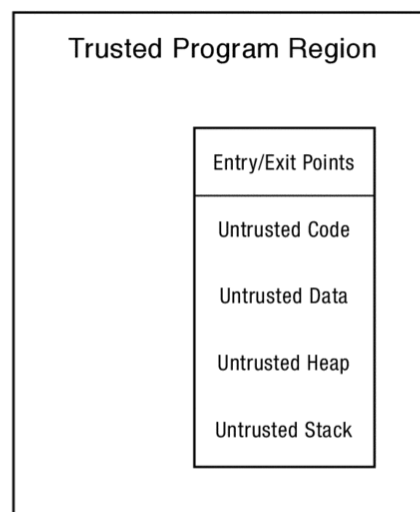 Trusted Program Region
Entry/Exit Points
Untrusted Code
Untrusted Data
Untrusted Heap
Untrusted Stack